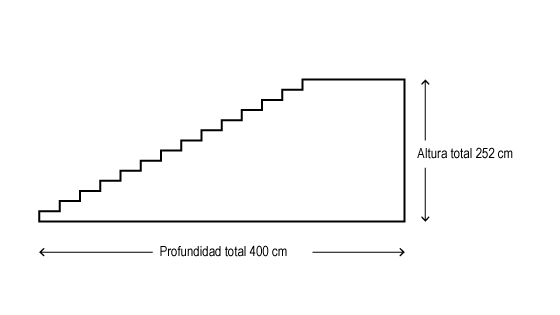 Altura total 252 cm
Profundidad total 400 cm